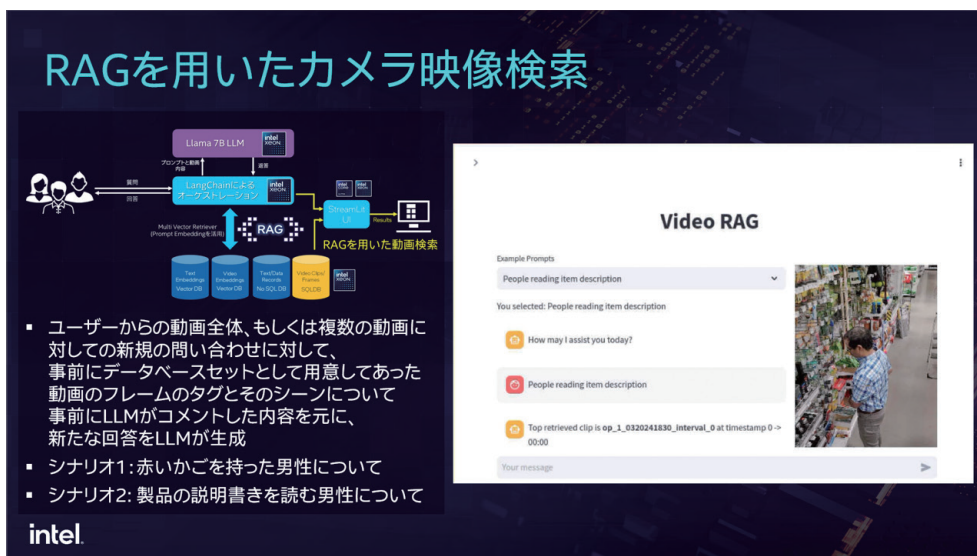 RAGを用いたカメラ映像検索
Llama 7B LLM
intel
XEON
プロンプトと動画
内容
返答
質問
回答
LangChainによる
オーケストレーション
intel
XEON
Multi Vector Retriever
(Prompt Embeddingを活用)
RAG
StreamLit
UI
Results
RAGを用いた動画検索
Text
Embeddings
Vector DB
Video
Embeddings
Vector DB
Text/Data
Records
No SQL DB
Video Clips/
Frames
SQLDB
intel
XEON
▪ ユーザーからの動画全体、もしくは複数の動画に
対しての新規の問い合わせに対して、
事前にデータベースセットとして用意してあった
動画のフレームのタグとそのシーンについて
事前にLLMがコメントした内容を元に、
新たな回答をLLMが生成
▪ シナリオ1: 赤いかごを持った男性について
▪ シナリオ2: 製品の説明書きを読む男性について
intel.
Video RAG
Example Prompts
People reading item description
You selected: People reading item description
How may I assist you today?
People reading item description
Top retrieved clip is op_1_0320241830_interval_0 at timestamp 0 ->
00:00
Your message